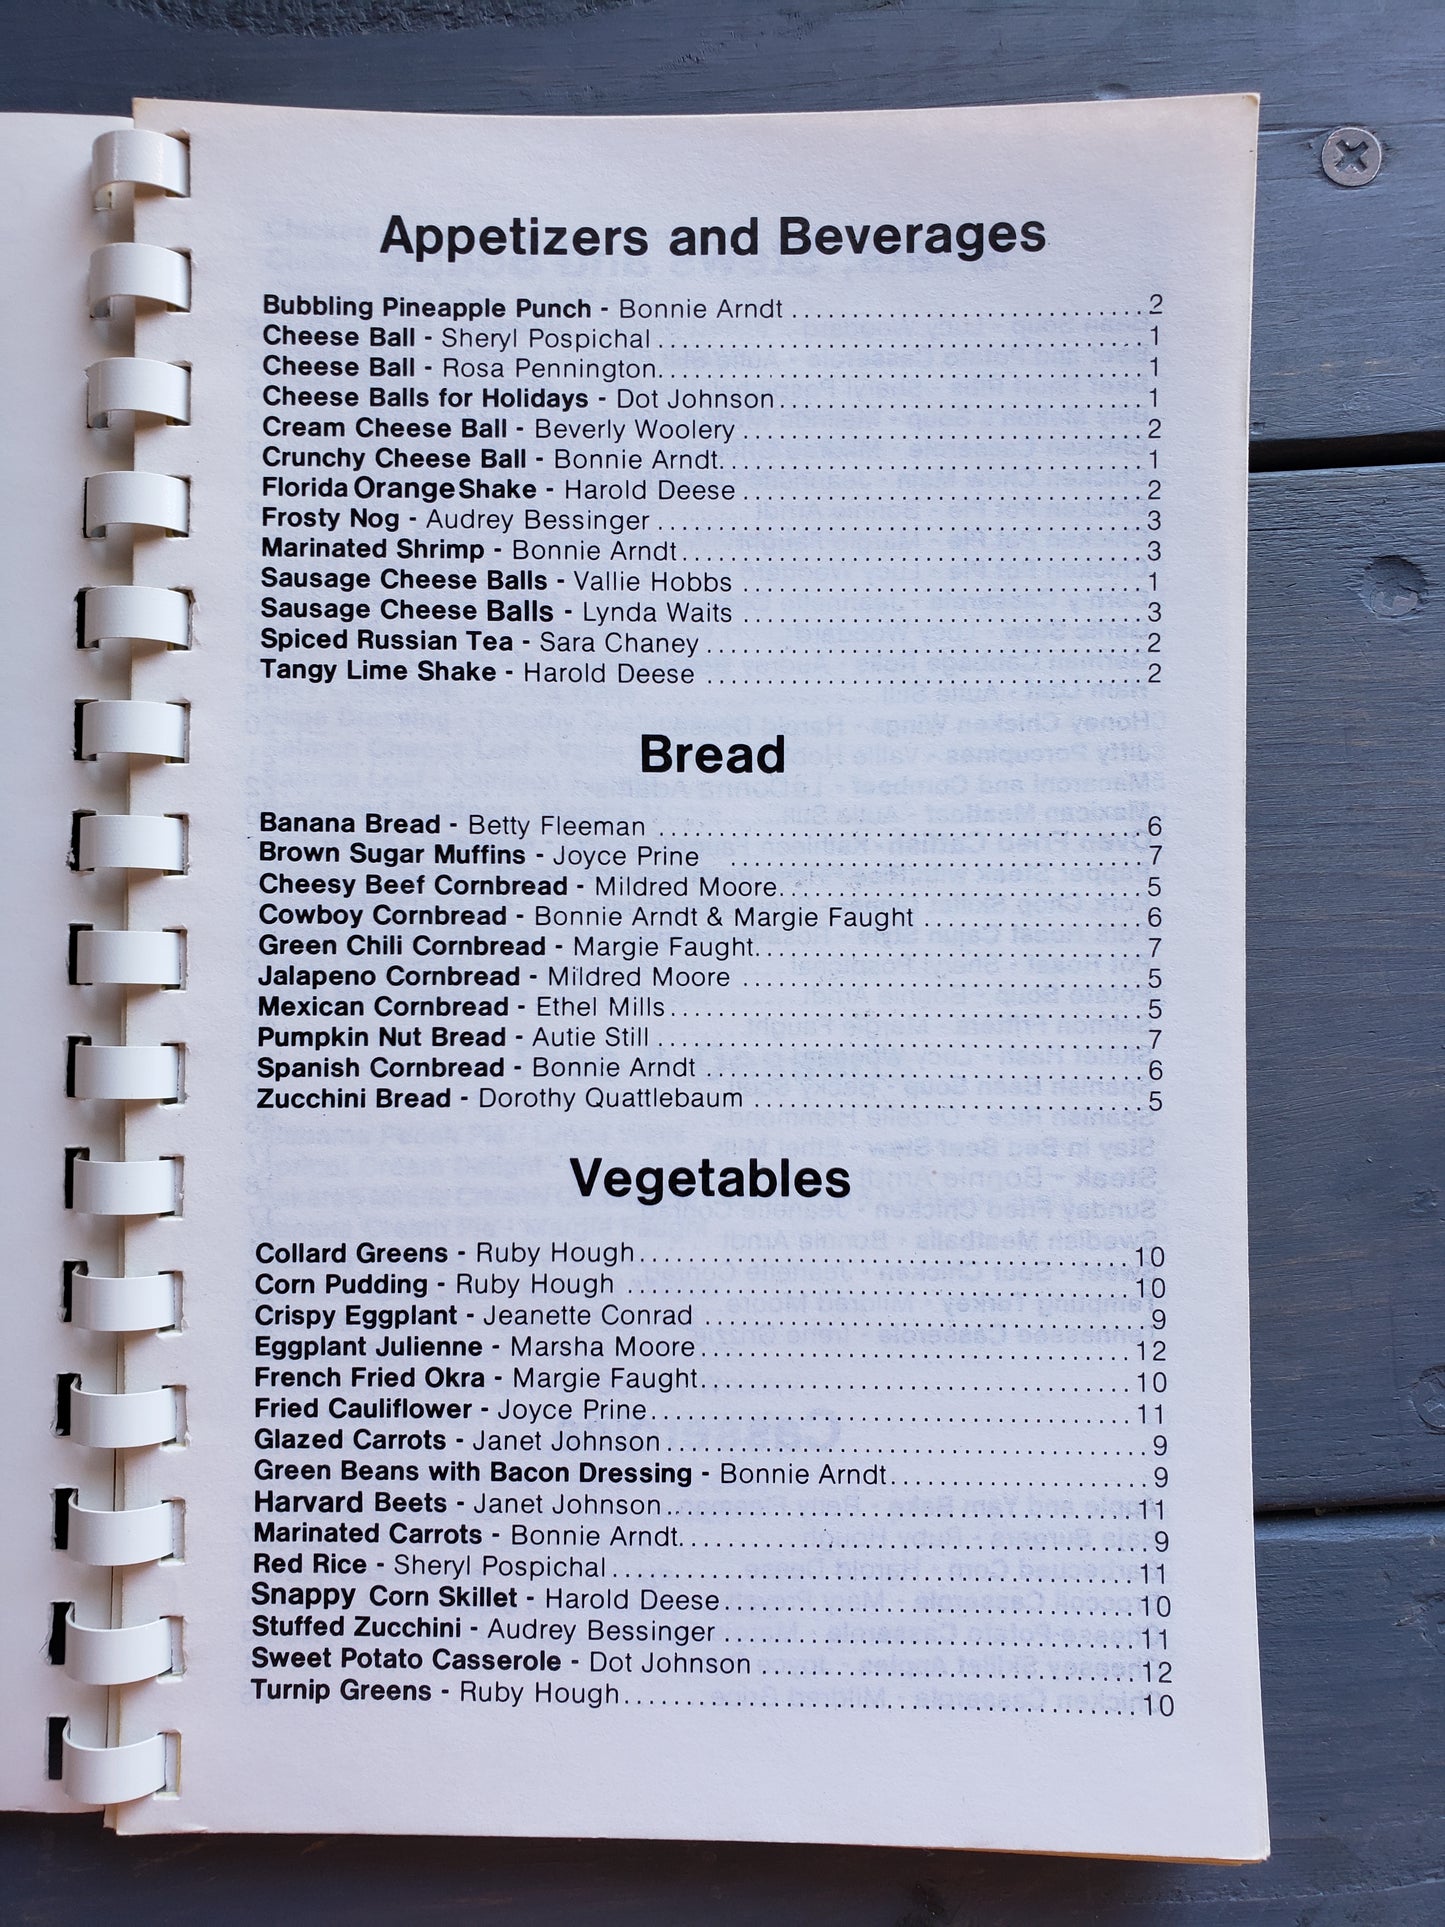 Appetizers and Beverages
Bubbling Pineapple Punch - Bonnie Arndt 2
Cheese Ball - Sheryl Pospichal 1
Cheese Ball - Rosa Pennington 1
Cheese Balls for Holidays - Dot Johnson 1
Cream Cheese Ball - Beverly Woolery 2
Crunchy Cheese Ball - Bonnie Arndt 1
Florida Orange Shake - Harold Deese 2
Frosty Nog - Audrey Bessinger 3
Marinated Shrimp - Bonnie Arndt 3
Sausage Cheese Balls - Vallie Hobbs 1
Sausage Cheese Balls - Lynda Waits 3
Spiced Russian Tea - Sara Chaney 2
Tangy Lime Shake - Harold Deese 2
Bread
Banana Bread - Betty Fleeman 6
Brown Sugar Muffins - Joyce Prine 7
Cheesy Beef Cornbread - Mildred Moore 5
Cowboy Cornbread - Bonnie Arndt & Margie Faught 6
Green Chili Cornbread - Margie Faught 7
Jalapeno Cornbread - Mildred Moore 5
Mexican Cornbread - Ethel Mills 5
Pumpkin Nut Bread - Autie Still 7
Spanish Cornbread - Bonnie Arndt 6
Zucchini Bread - Dorothy Quattlebaum 5
Vegetables
Collard Greens - Ruby Hough 10
Corn Pudding - Ruby Hough 10
Crispy Eggplant - Jeanette Conrad 9
Eggplant Julienne - Marsha Moore 12
French Fried Okra - Margie Faught 10
Fried Cauliflower - Joyce Prine 11
Glazed Carrots - Janet Johnson 9
Green Beans with Bacon Dressing - Bonnie Arndt 9
Harvard Beets - Janet Johnson 11
Marinated Carrots - Bonnie Arndt 9
Red Rice - Sheryl Pospichal 11
Snappy Corn Skillet - Harold Deese 10
Stuffed Zucchini - Audrey Bessinger 11
Sweet Potato Casserole - Dot Johnson 12
Turnip Greens - Ruby Hough 10